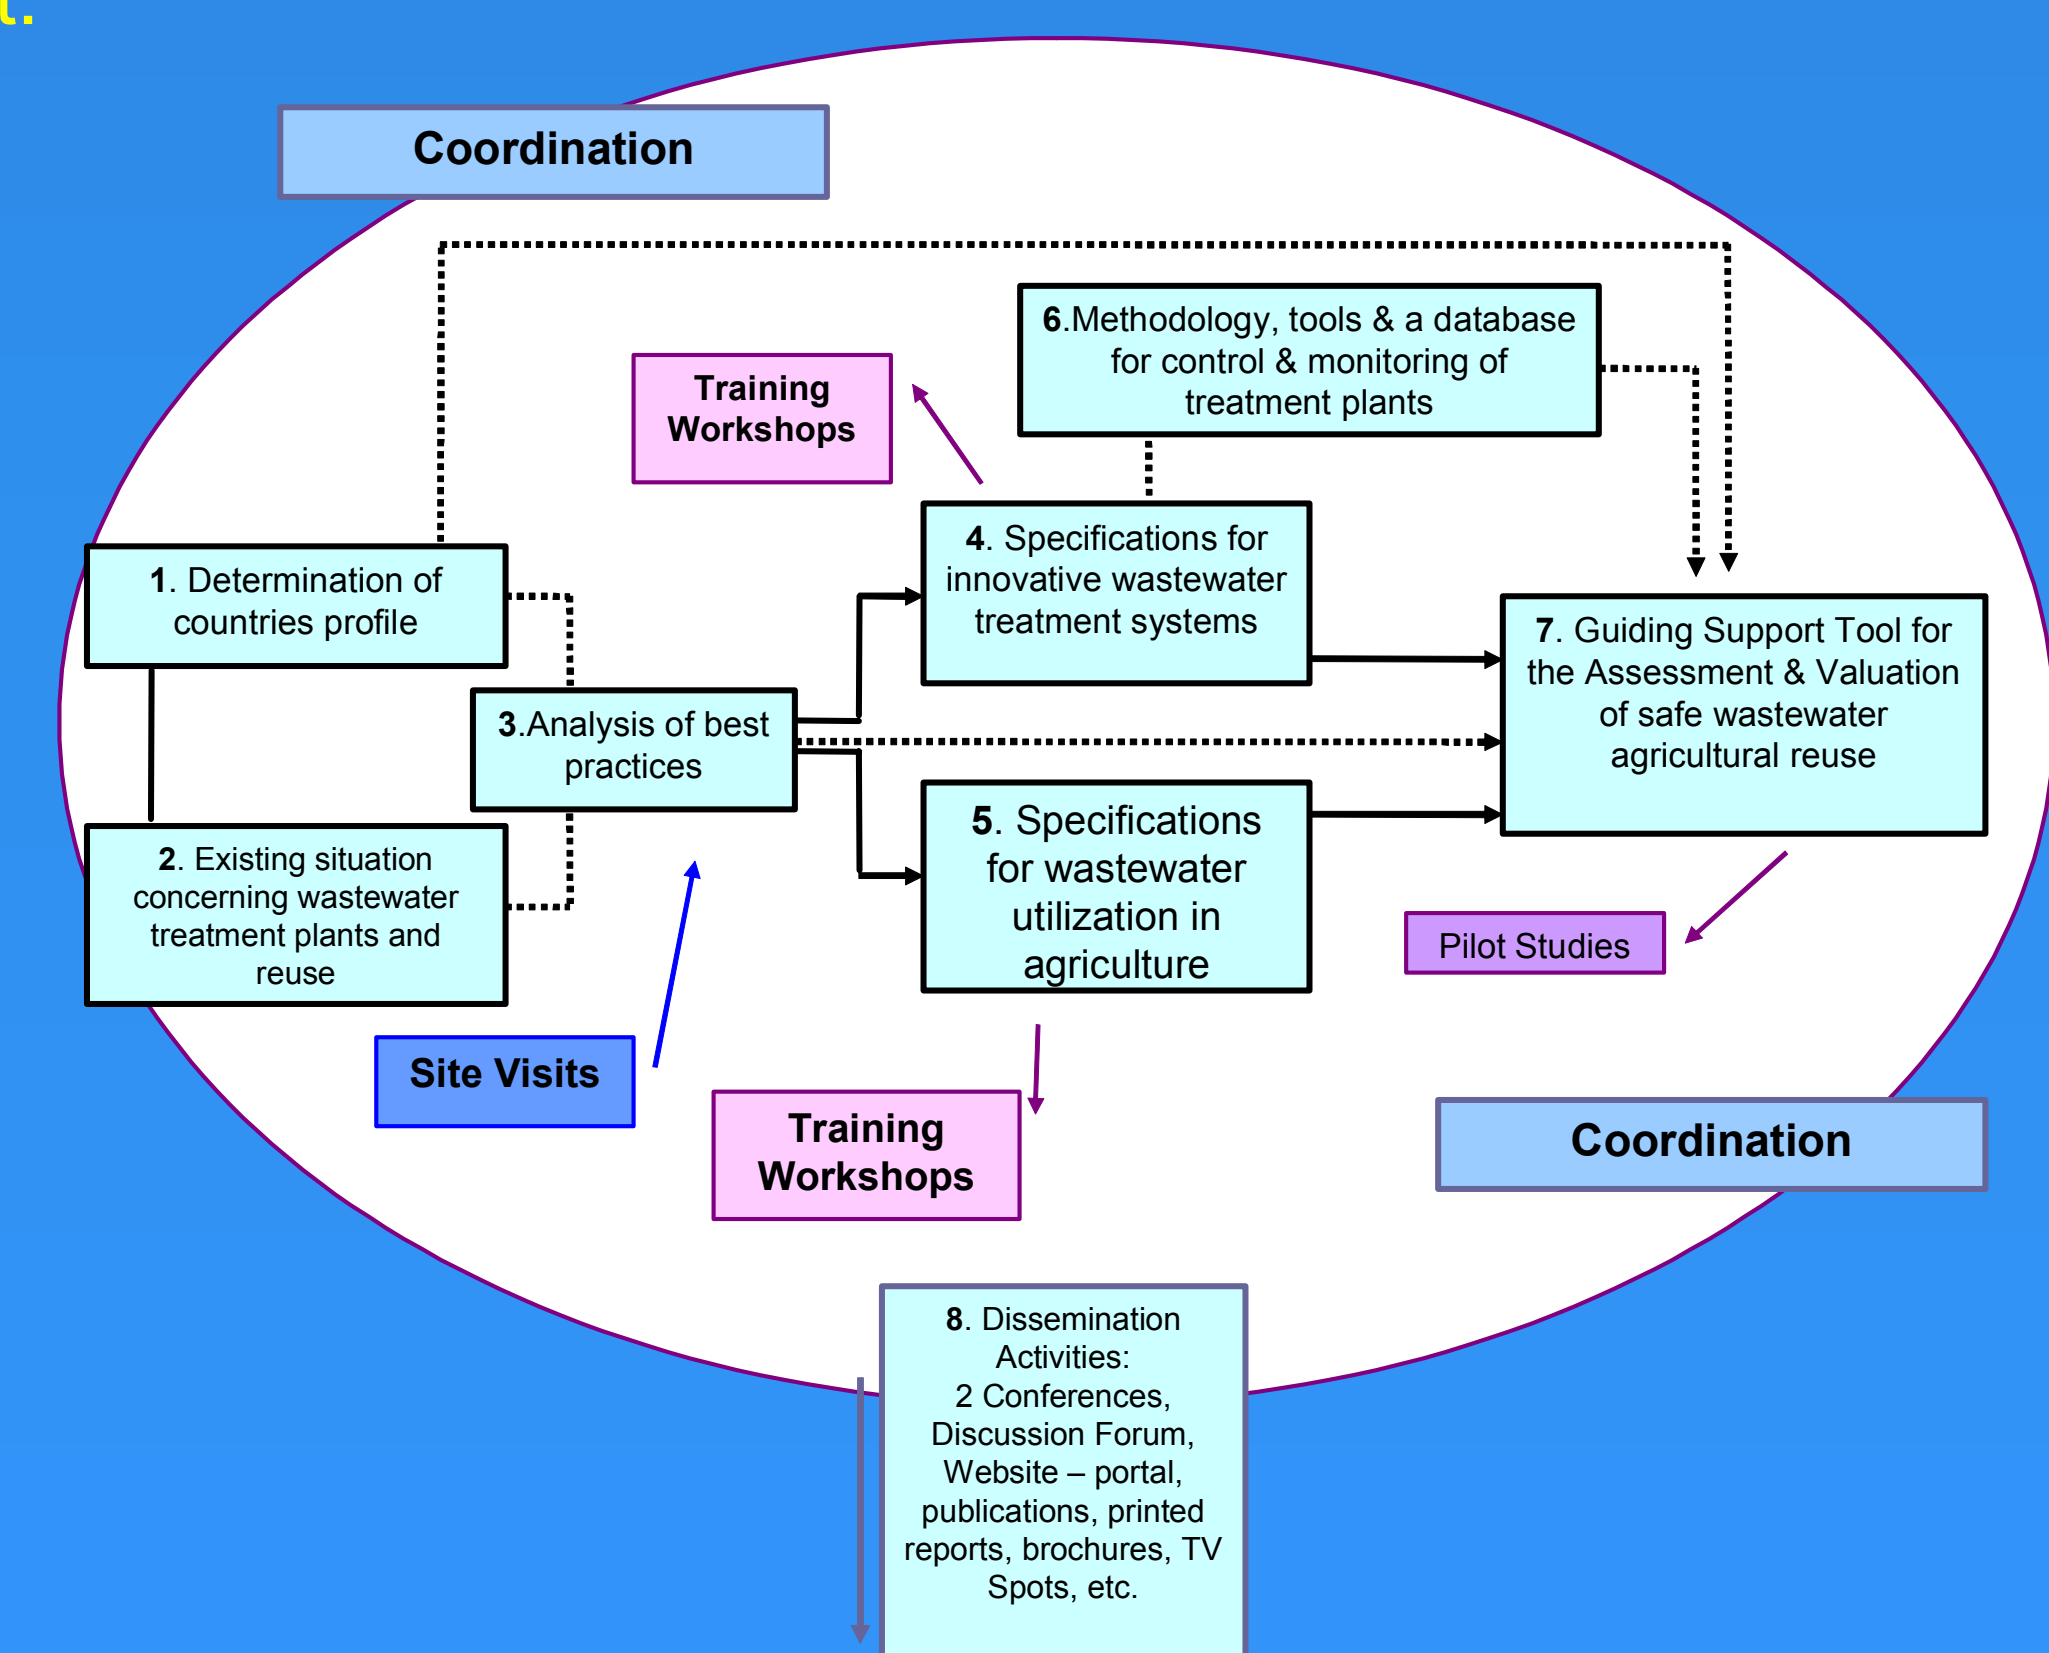 Coordination
6.Methodology, tools & a database
for control & monitoring of
treatment plants
Training
Workshops
4. Specifications for
innovative wastewater
treatment systems
1. Determination of
countries profile
7. Guiding Support Tool for
the Assessment & Valuation
of safe wastewater
agricultural reuse
3.Analysis of best
practices
5. Specifications
for wastewater
utilization in
agriculture
2. Existing situation
concerning wastewater
treatment plants and
reuse
Pilot Studies
Site Visits
Training
Workshops
Coordination
8. Dissemination
Activities:
2 Conferences,
Discussion Forum,
Website – portal,
publications, printed
reports, brochures, TV
Spots, etc.